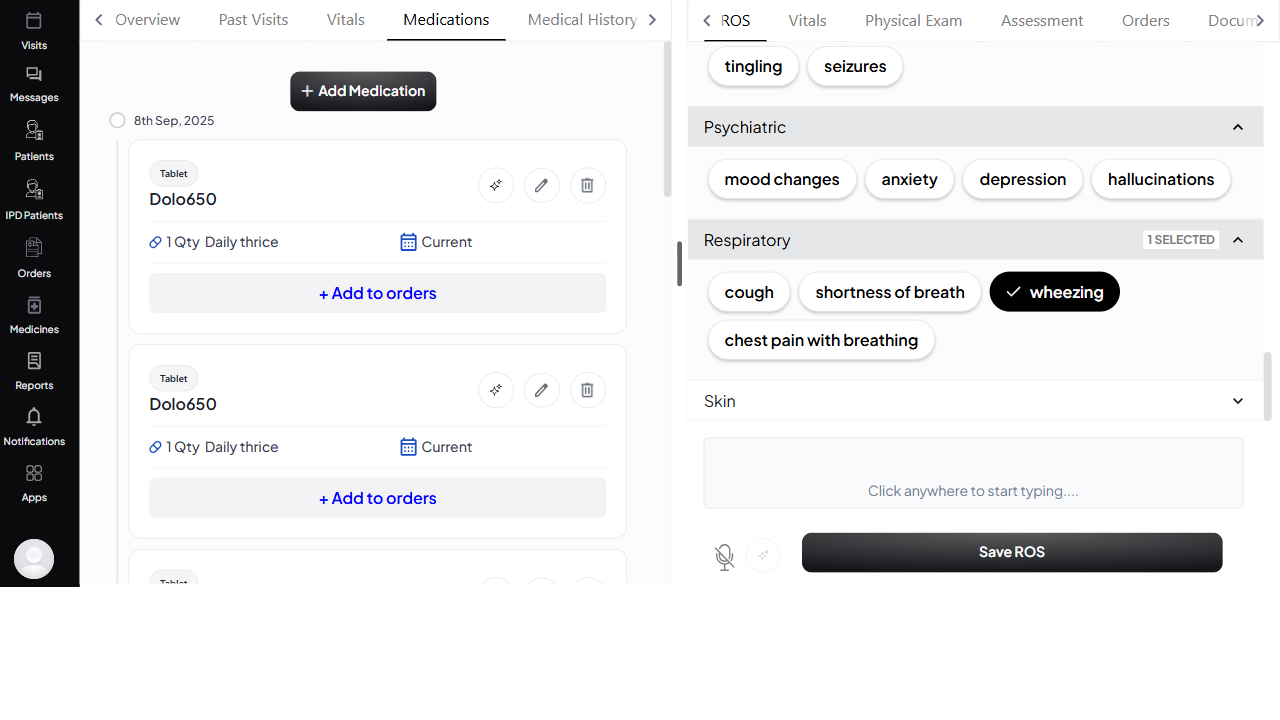 Visits
Messages
Patients
IPD Patients
Orders
Medicines
Reports
Notifications
Apps
Overview Past Visits Vitals Medications Medical History
+ Add Medication
8th Sep, 2025
Tablet
Dolo650
1 Qty Daily thrice Current
+ Add to orders
Tablet
Dolo650
1 Qty Daily thrice Current
+ Add to orders
Tablet
ROS Vitals Physical Exam Assessment Orders Docum
tingling seizures
Psychiatric
mood changes anxiety depression hallucinations
Respiratory 1 SELECTED
cough shortness of breath wheezing
chest pain with breathing
Skin
Click anywhere to start typing....
Save ROS